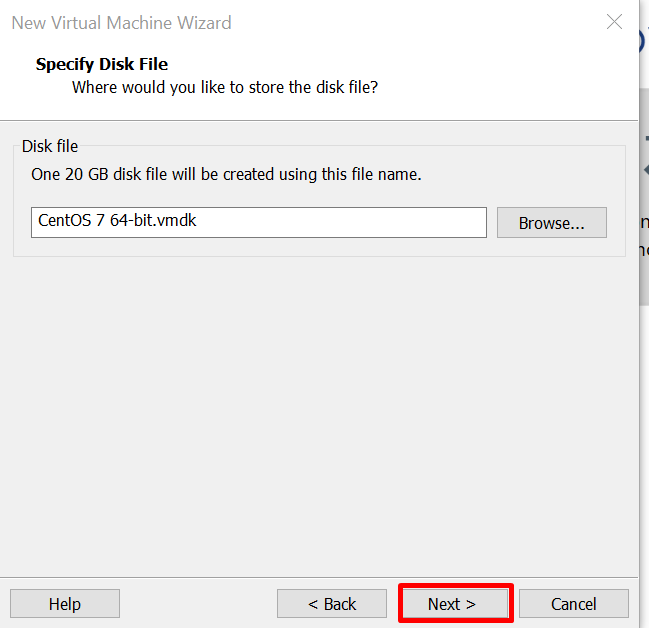 New Virtual Machine Wizard
Specify Disk File
Where would you like to store the disk file?
Disk file
One 20 GB disk file will be created using this file name.
CentOS 7 64-bit.vmdk
Browse...
Help
< Back
Next >
Cancel